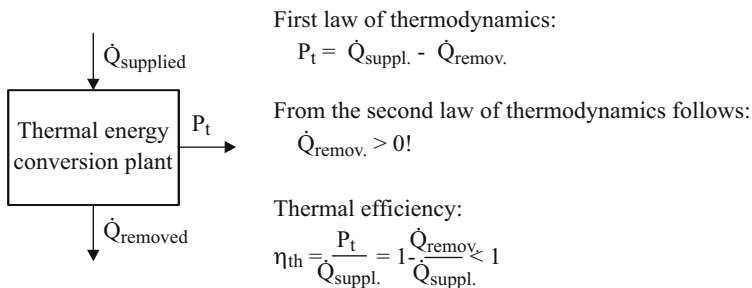 Q̇supplied
Thermal energy
conversion plant
Pt
Q̇removed
First law of thermodynamics:
Pt = Q̇suppl. - Q̇remov.
From the second law of thermodynamics follows:
Q̇remov. > 0!
Thermal efficiency:
ηth = Pt / Q̇suppl. = 1 - Q̇remov. / Q̇suppl. < 1